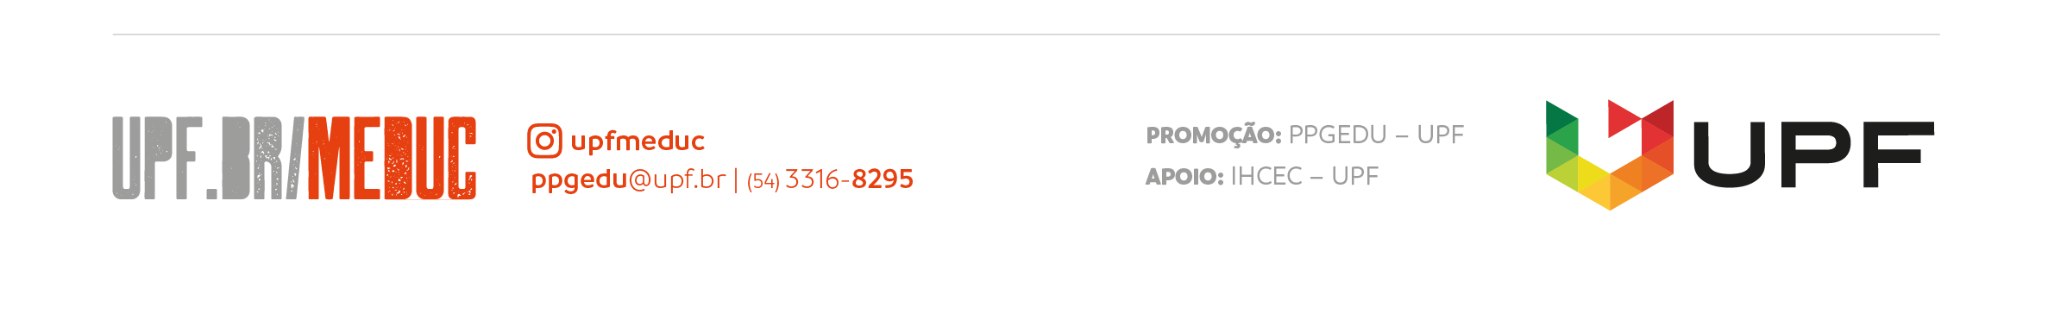 UPF.BR/MEDUC
upfmeduc
ppgedu@upf.br | (54) 3316-8295
PROMOÇÃO: PPGEDU – UPF
APOIO: IHCEC – UPF
UPF